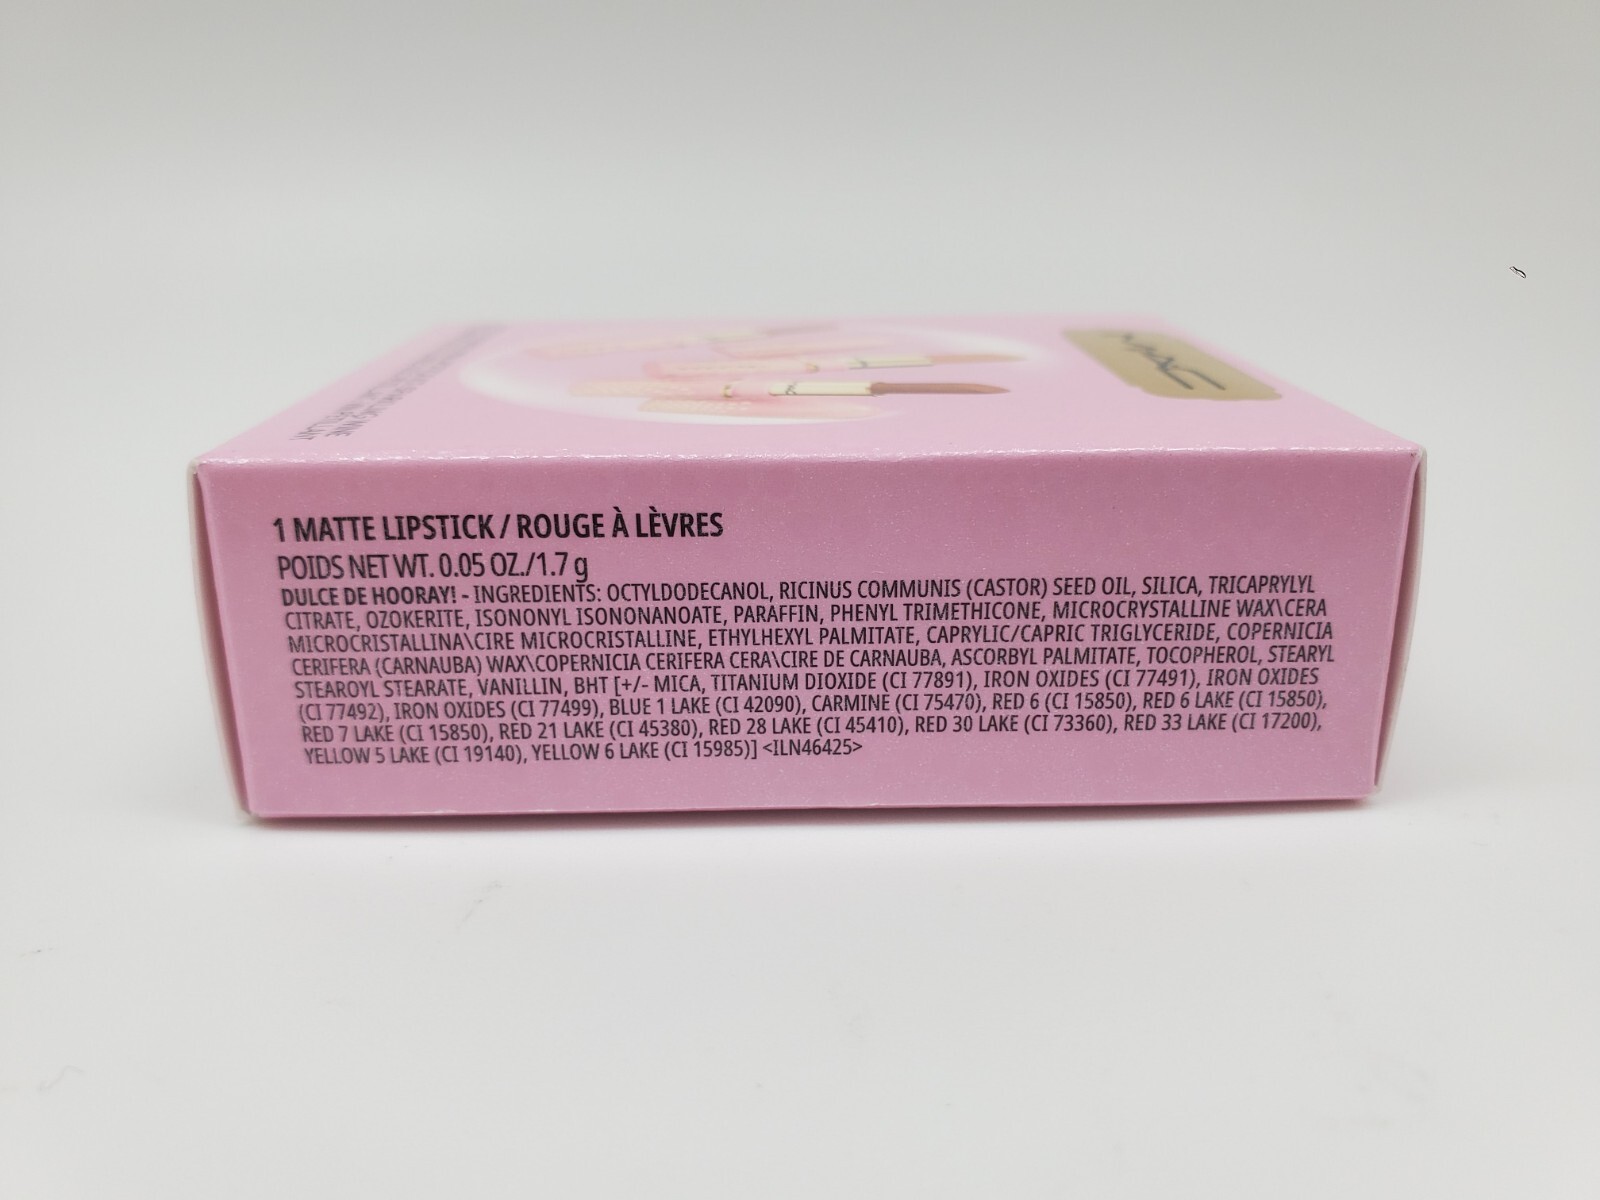 MAC
1 MATTE LIPSTICK / ROUGE À LÈVRES
POIDS NET WT. 0.05 OZ./1.7 g
DULCE DE HOORAY! - INGREDIENTS: OCTYLDODECANOL, RICINUS COMMUNIS (CASTOR) SEED OIL, SILICA, TRICAPRYLYL
CITRATE, OZOKERITE, ISONONYL ISONONANOATE, PARAFFIN, PHENYL TRIMETHICONE, MICROCRYSTALLINE WAX\CERA
MICROCRISTALLINA\CIRE MICROCRISTALLINE, ETHYLHEXYL PALMITATE, CAPRYLIC/CAPRIC TRIGLYCERIDE, COPERNICIA
CERIFERA (CARNAUBA) WAX\COPERNICIA CERIFERA CERA\CIRE DE CARNAUBA, ASCORBYL PALMITATE, TOCOPHEROL, STEARYL
STEAROYL STEARATE, VANILLIN, BHT [+/- MICA, TITANIUM DIOXIDE (CI 77891), IRON OXIDES (CI 77491), IRON OXIDES
(CI 77492), IRON OXIDES (CI 77499), BLUE 1 LAKE (CI 42090), CARMINE (CI 75470), RED 6 (CI 15850), RED 6 LAKE (CI 15850),
RED 7 LAKE (CI 15850), RED 21 LAKE (CI 45380), RED 28 LAKE (CI 45410), RED 30 LAKE (CI 73360), RED 33 LAKE (CI 17200),
YELLOW 5 LAKE (CI 19140), YELLOW 6 LAKE (CI 15985)] <ILN46425>